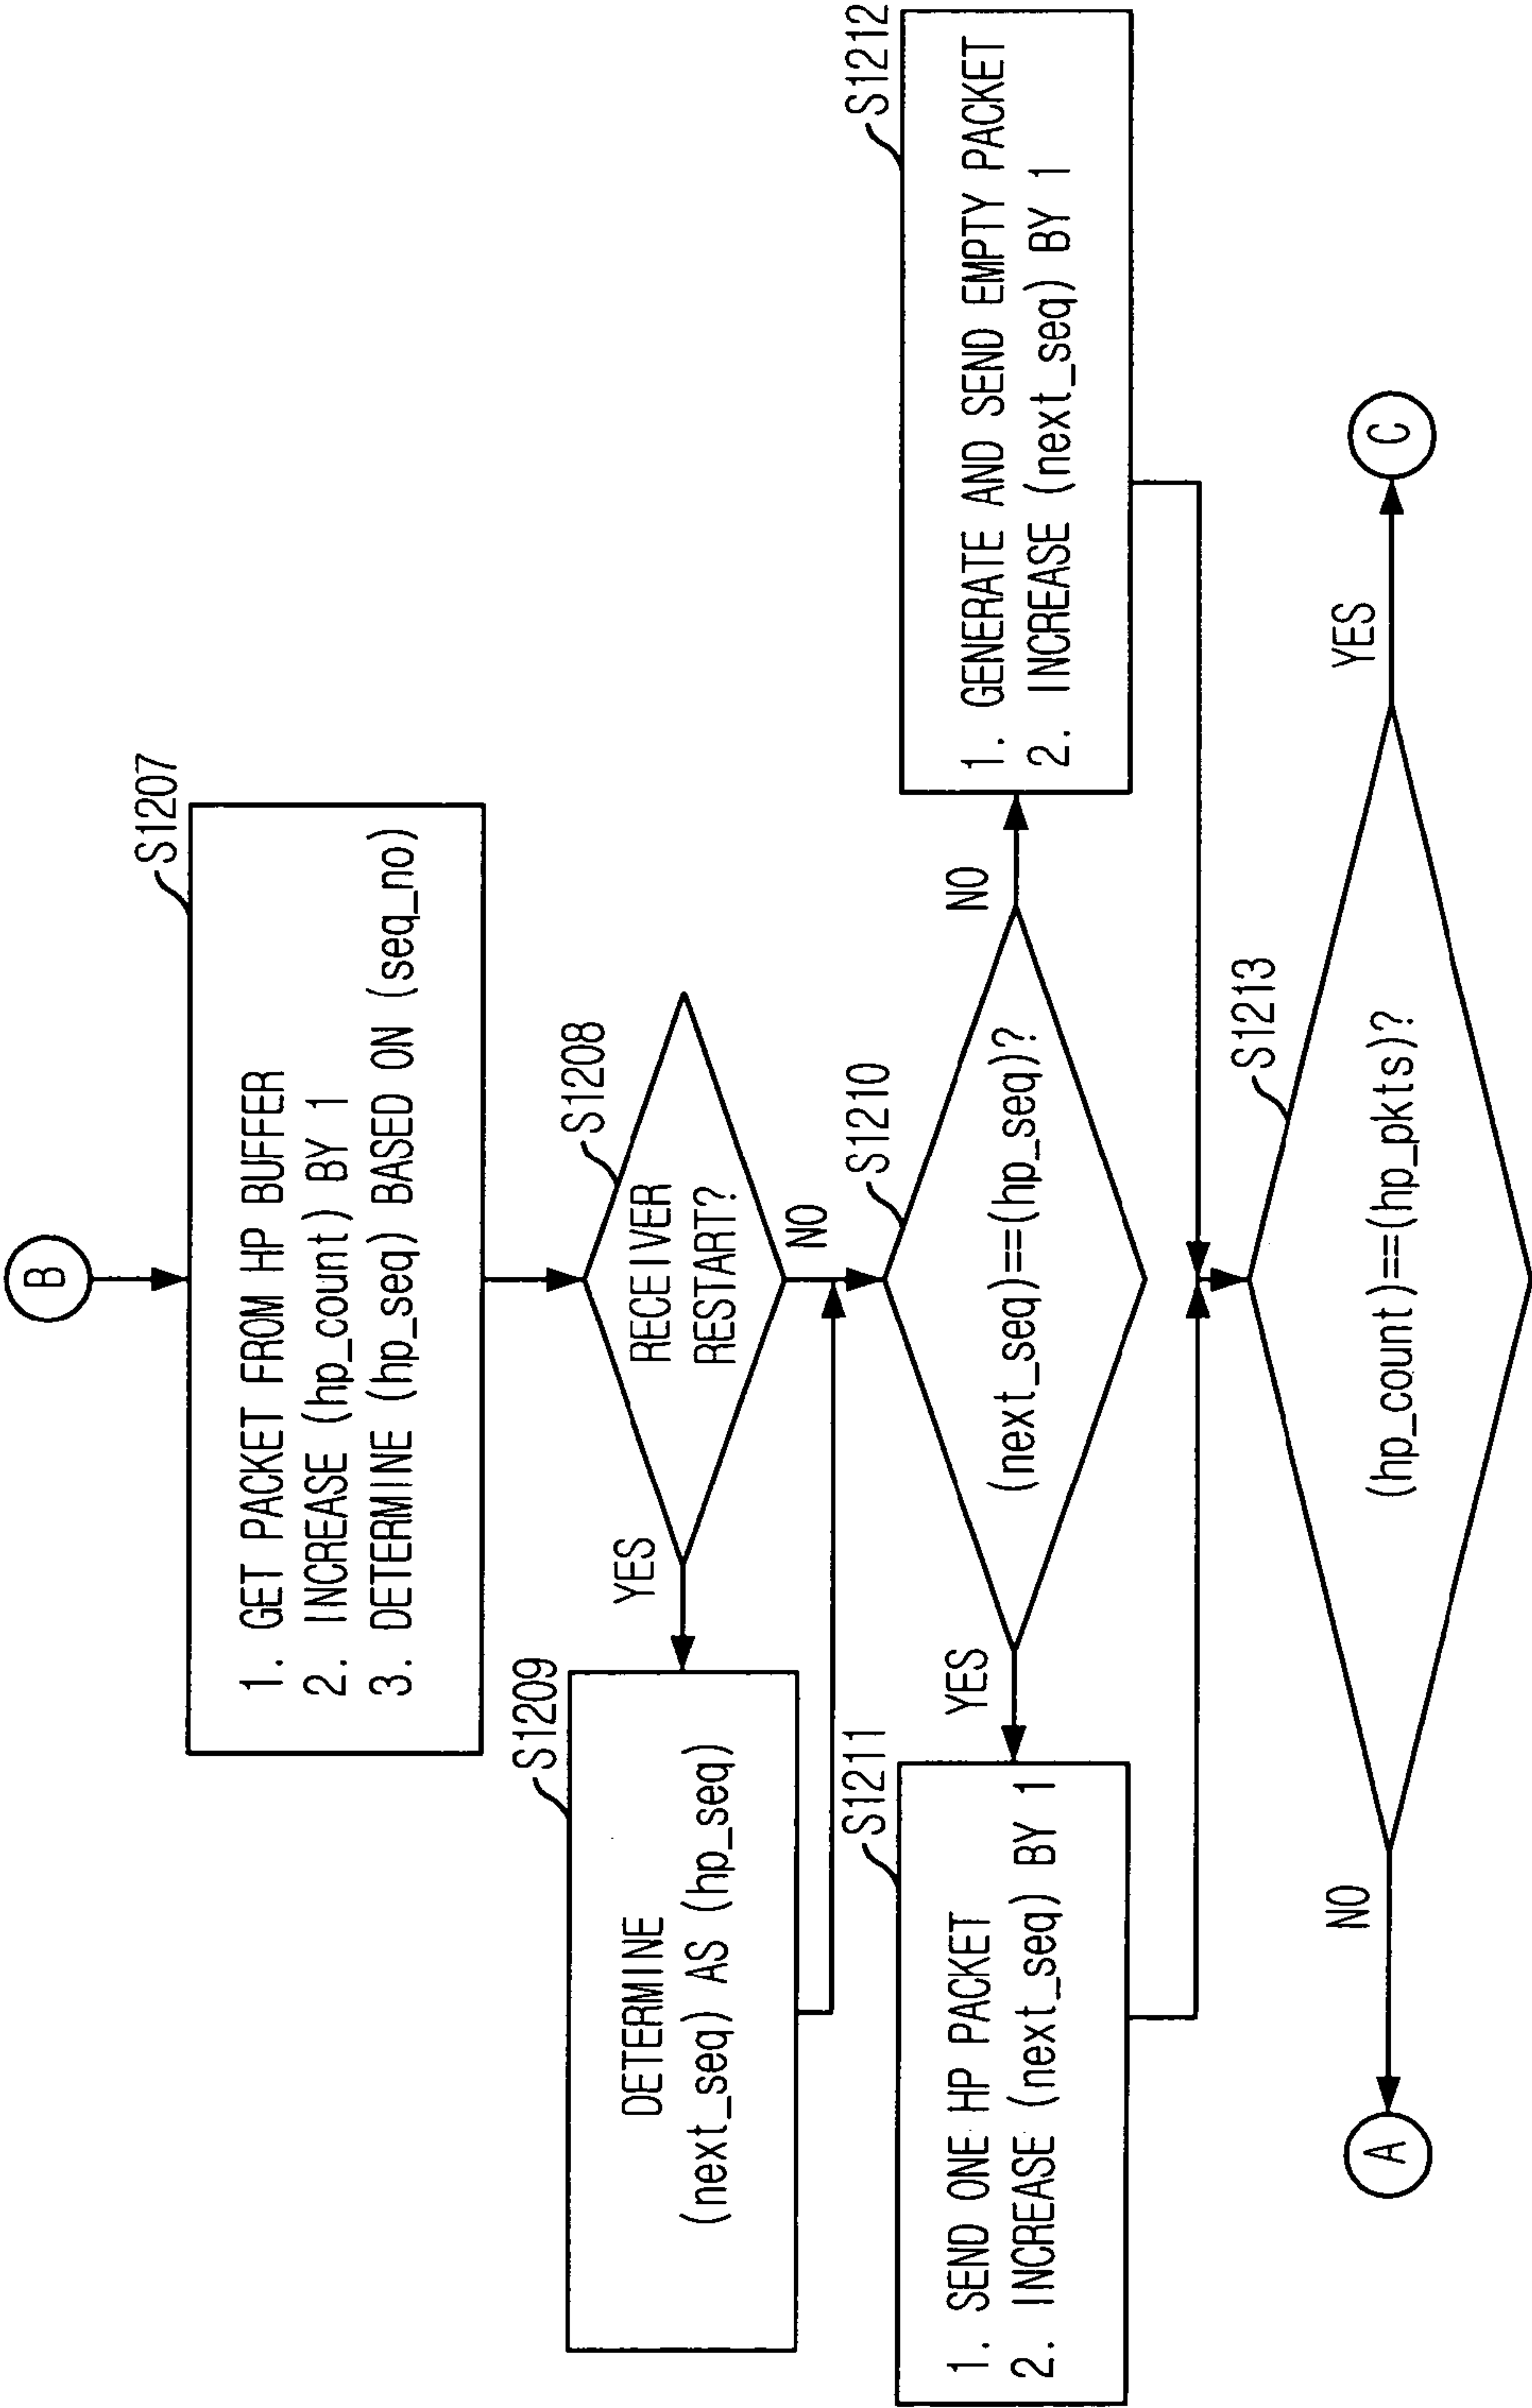 B
S1207
1. GET PACKET FROM HP BUFFER
2. INCREASE (hp_count) BY 1
3. DETERMINE (hp_seq) BASED ON (seq_no)
S1208
RECEIVER
RESTART?
YES
NO
S1209
DETERMINE
(next_seq) AS (hp_seq)
S1210
(next_seq)==(hp_seq)?
YES
NO
S1211
1. SEND ONE HP PACKET
2. INCREASE (next_seq) BY 1
S1212
1. GENERATE AND SEND EMPTY PACKET
2. INCREASE (next_seq) BY 1
S1213
(hp_count)==(hp_pkts)?
NO
YES
A
C